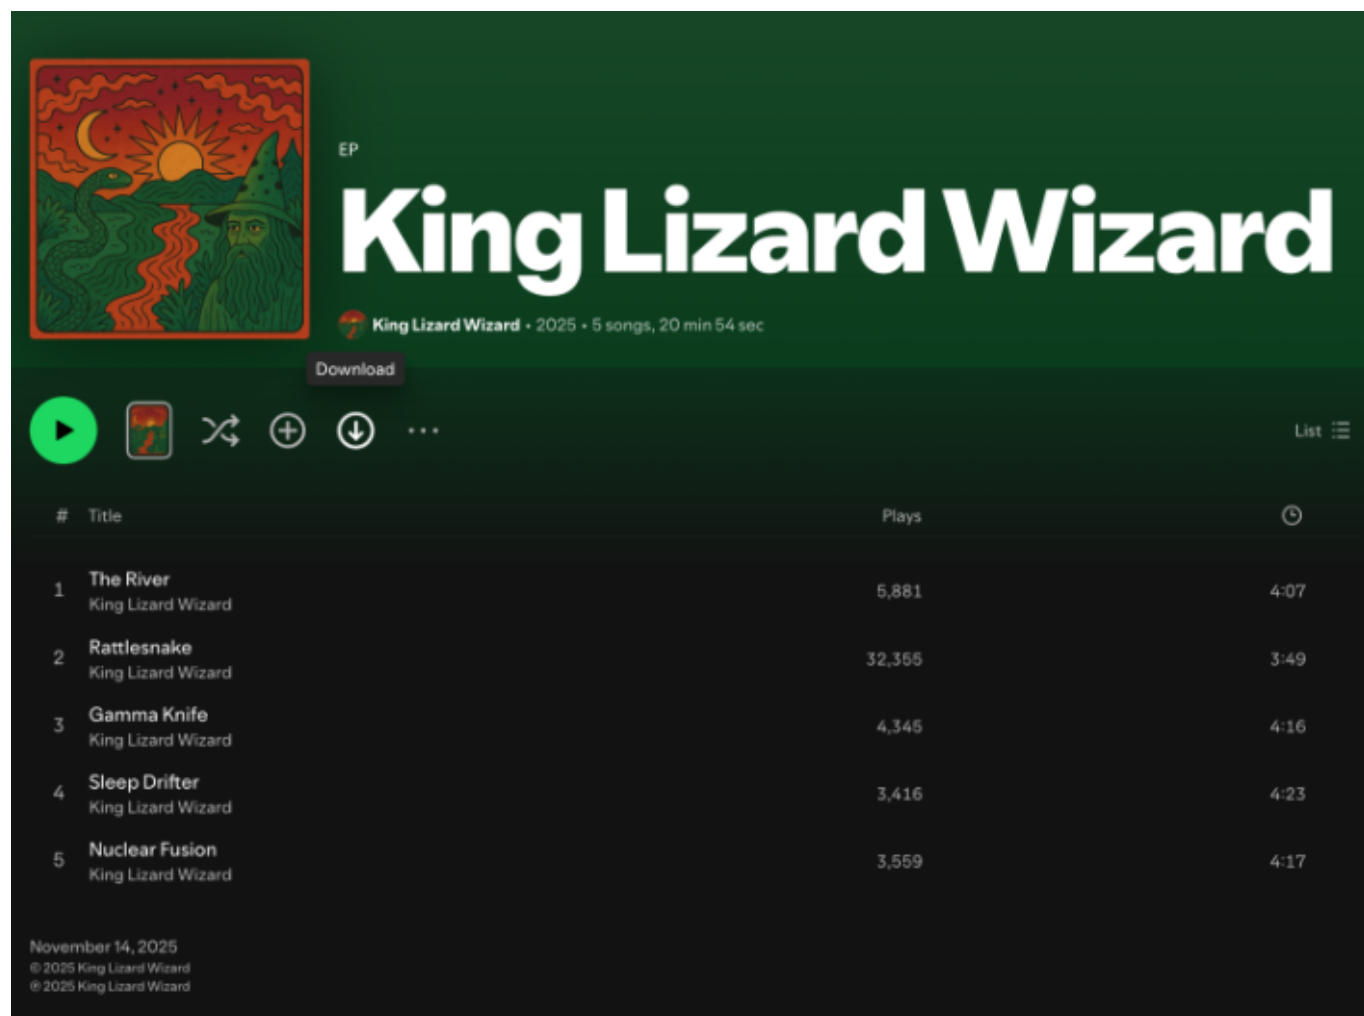 EP
King Lizard Wizard
King Lizard Wizard • 2025 • 5 songs, 20 min 54 sec
Download
List
# Title Plays
1 The River 5,881 4:07
King Lizard Wizard
2 Rattlesnake 32,355 3:49
King Lizard Wizard
3 Gamma Knife 4,345 4:16
King Lizard Wizard
4 Sleep Drifter 3,416 4:23
King Lizard Wizard
5 Nuclear Fusion 3,559 4:17
King Lizard Wizard
November 14, 2025
© 2025 King Lizard Wizard
℗ 2025 King Lizard Wizard